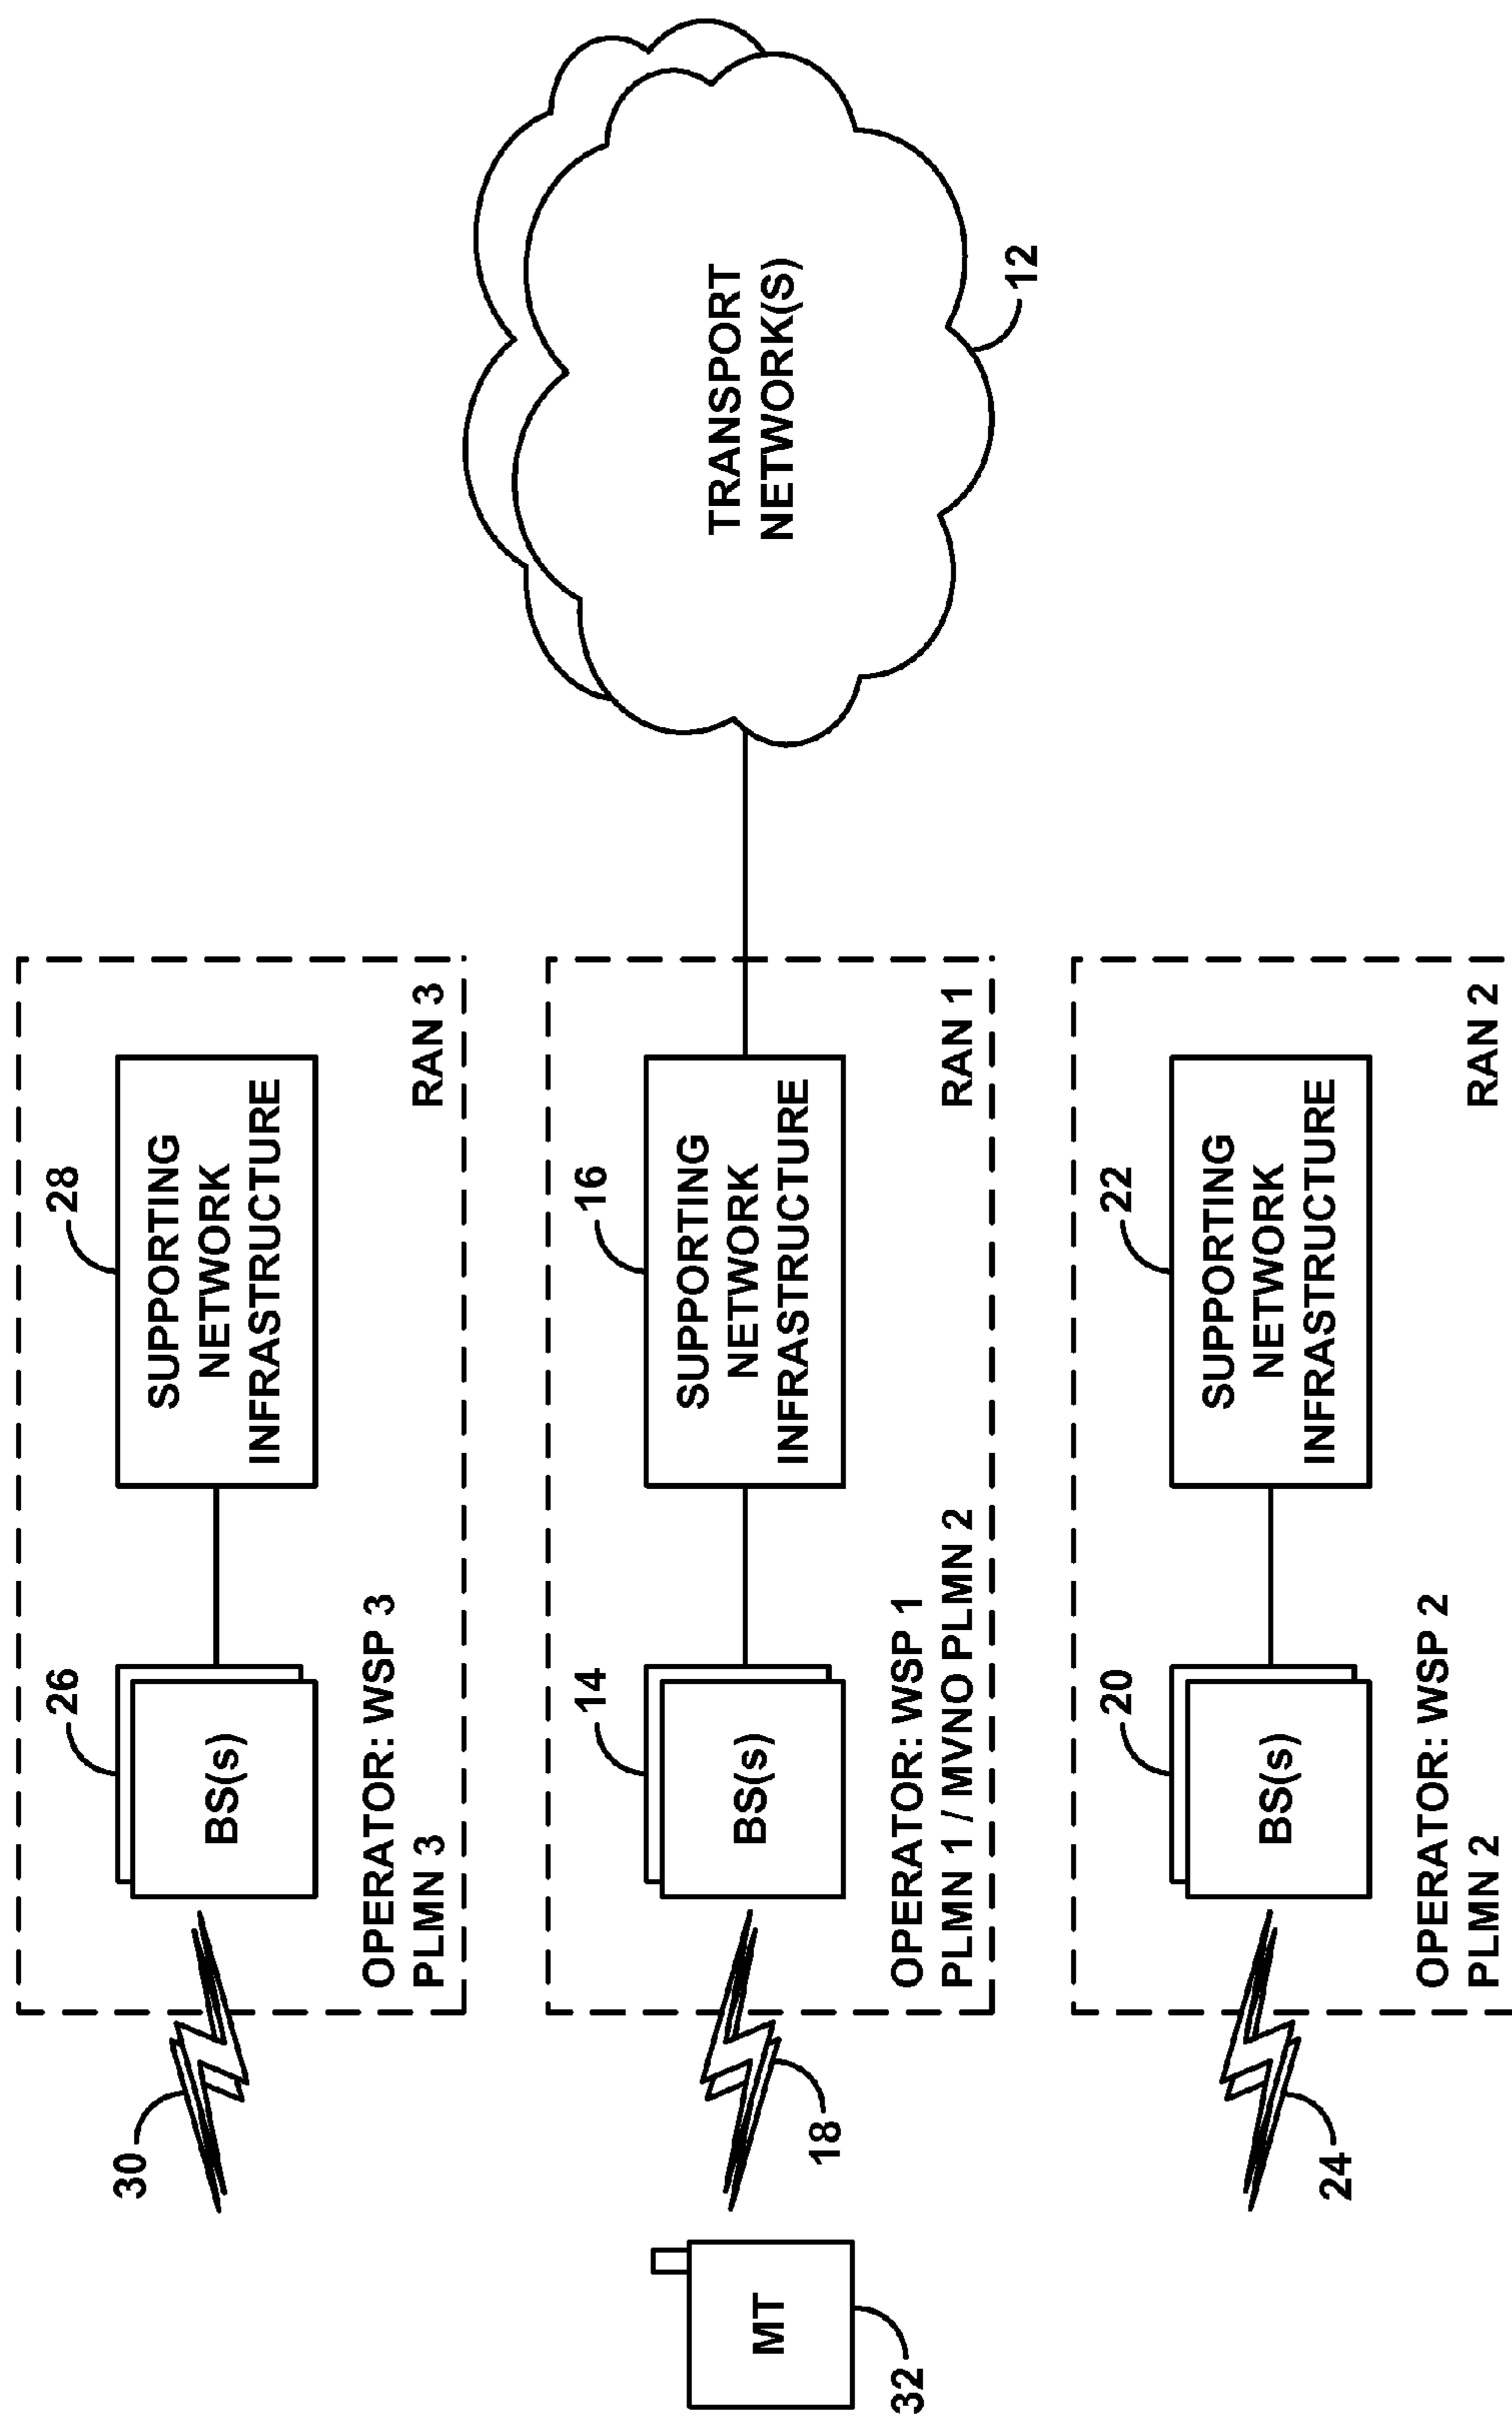 30
26
28
BS(s)
SUPPORTING
NETWORK
INFRASTRUCTURE
OPERATOR: WSP 3
PLMN 3
RAN 3
MT
32
18
14
16
BS(s)
SUPPORTING
NETWORK
INFRASTRUCTURE
OPERATOR: WSP 1
PLMN 1 / MVNO PLMN 2
RAN 1
TRANSPORT
NETWORK(S)
12
24
20
22
BS(s)
SUPPORTING
NETWORK
INFRASTRUCTURE
OPERATOR: WSP 2
PLMN 2
RAN 2